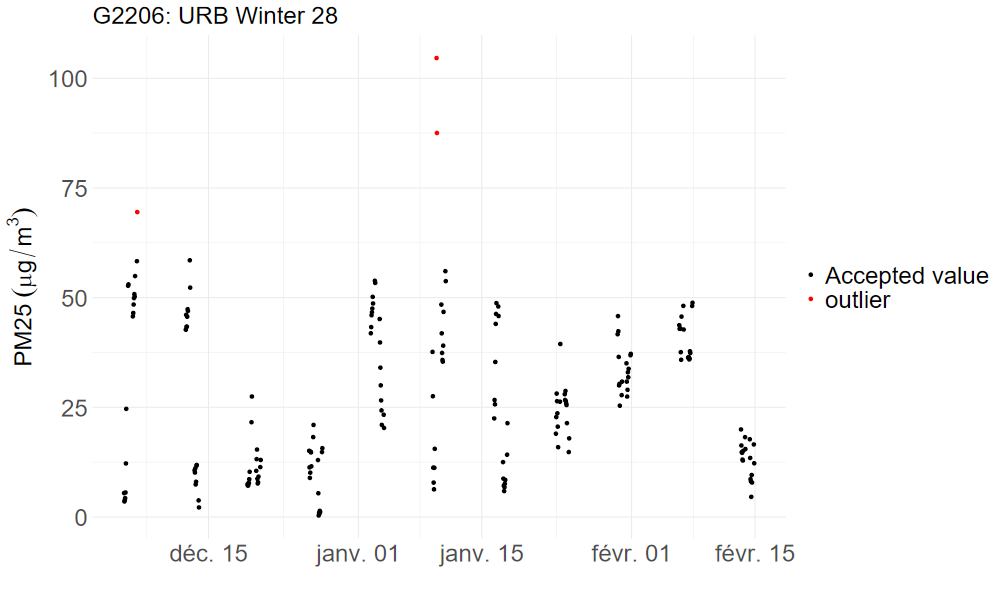 G2206: URB Winter 28
PM25 (μg/m³)
100
75
50
25
0
déc. 15
janv. 01
janv. 15
févr. 01
févr. 15
Accepted value
outlier